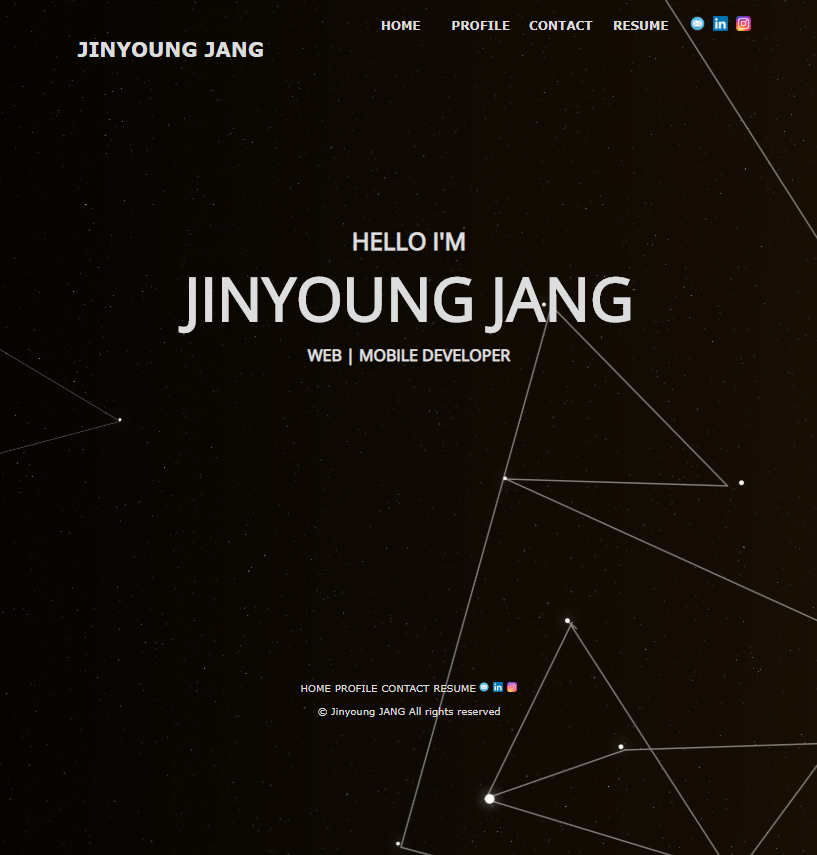 HOME PROFILE CONTACT RESUME
JINYOUNG JANG
HELLO I'M
JINYOUNG JANG
WEB | MOBILE DEVELOPER
HOME PROFILE CONTACT RESUME
© Jinyoung JANG All rights reserved